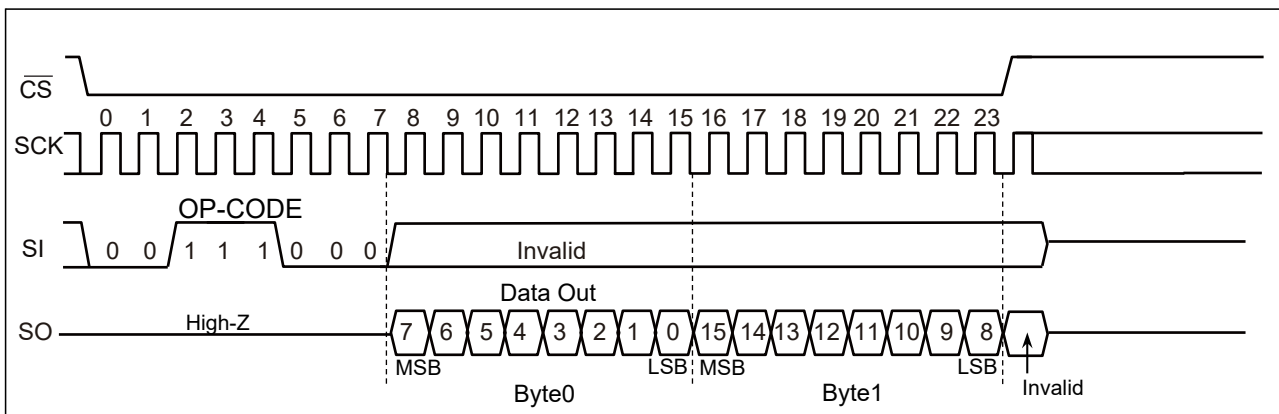 CS
0 1 2 3 4 5 6 7 8 9 10 11 12 13 14 15 16 17 18 19 20 21 22 23
SCK
OP-CODE
SI 0 0 1 1 1 0 0 0 Invalid
Data Out
SO High-Z 7 6 5 4 3 2 1 0 15 14 13 12 11 10 9 8
MSB LSB MSB LSB
Byte0 Byte1 Invalid